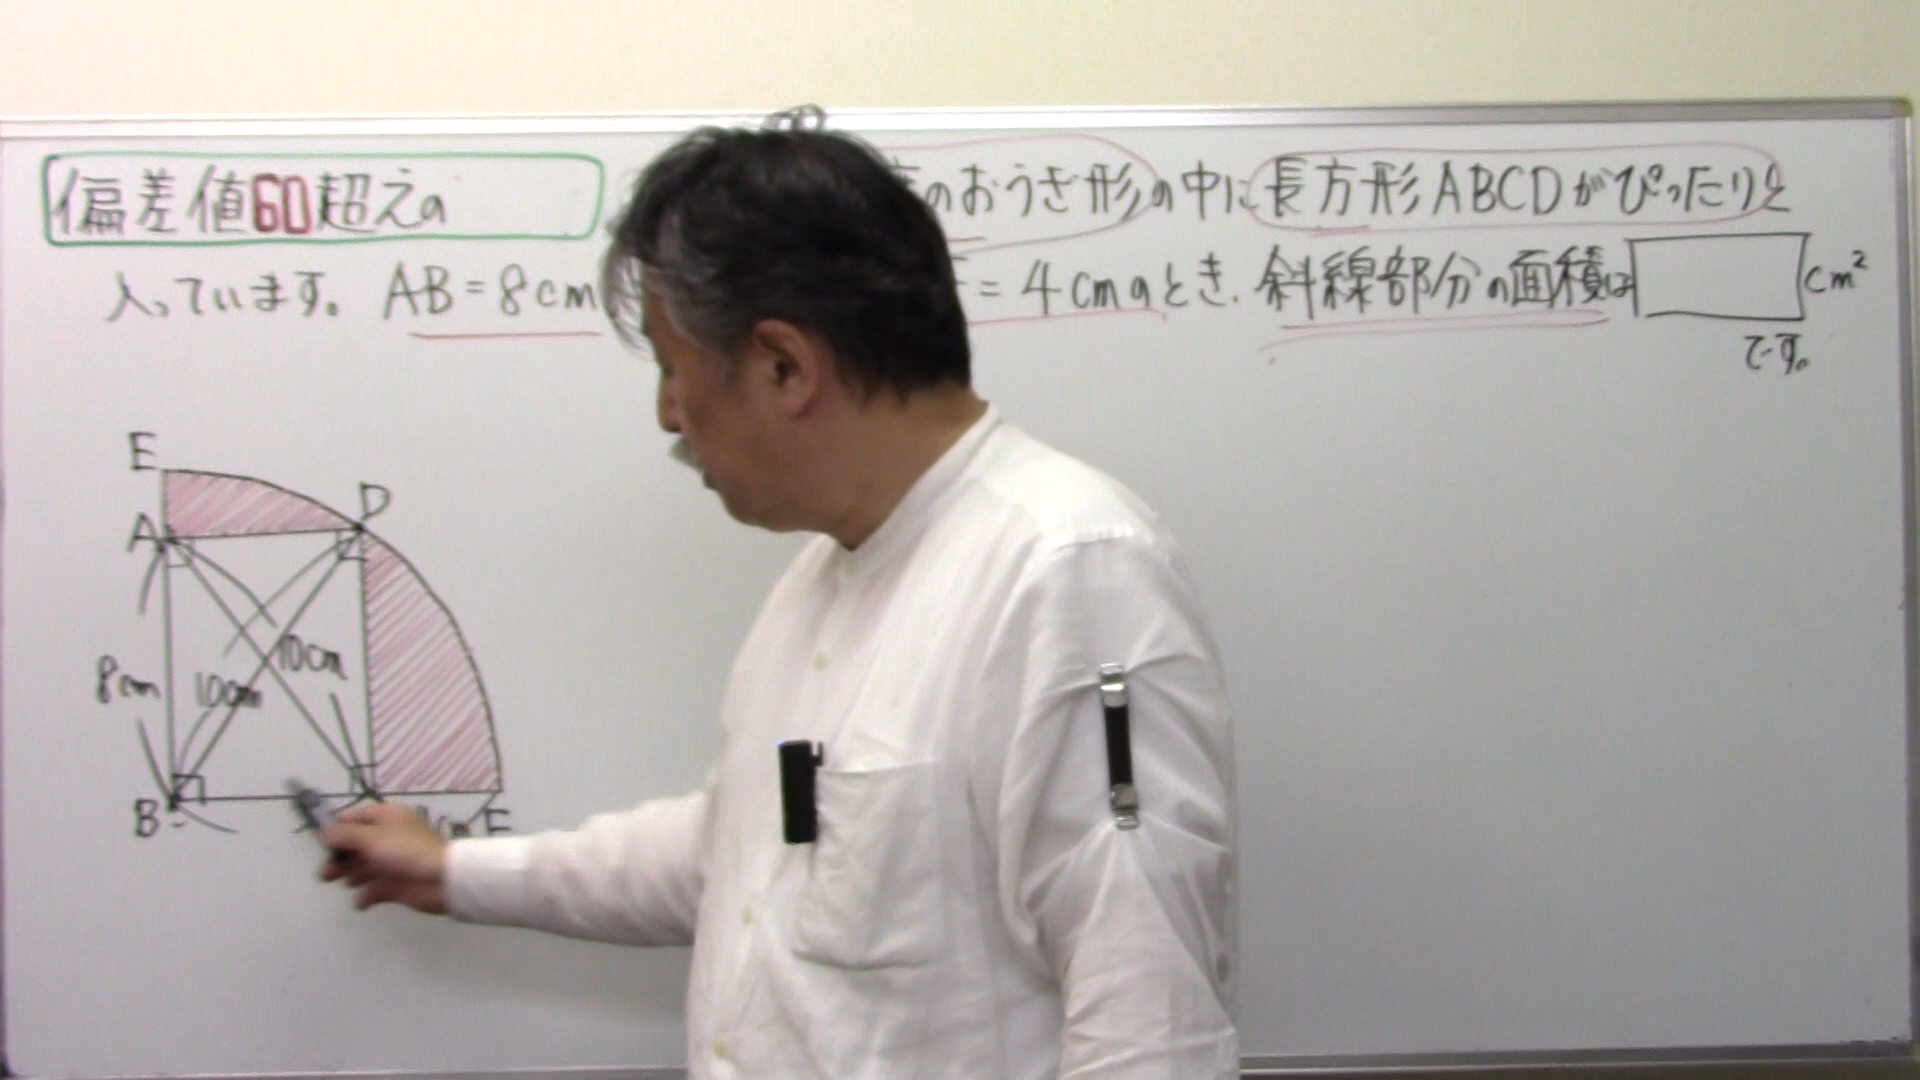 偏差値60超えの
のおうぎ形の中に長方形ABCDがぴったりと
入っています。AB=8cm =4cmのとき、斜線部分の面積は cm²
です。
E
D
A
10cm
8cm 10cm
B cm F